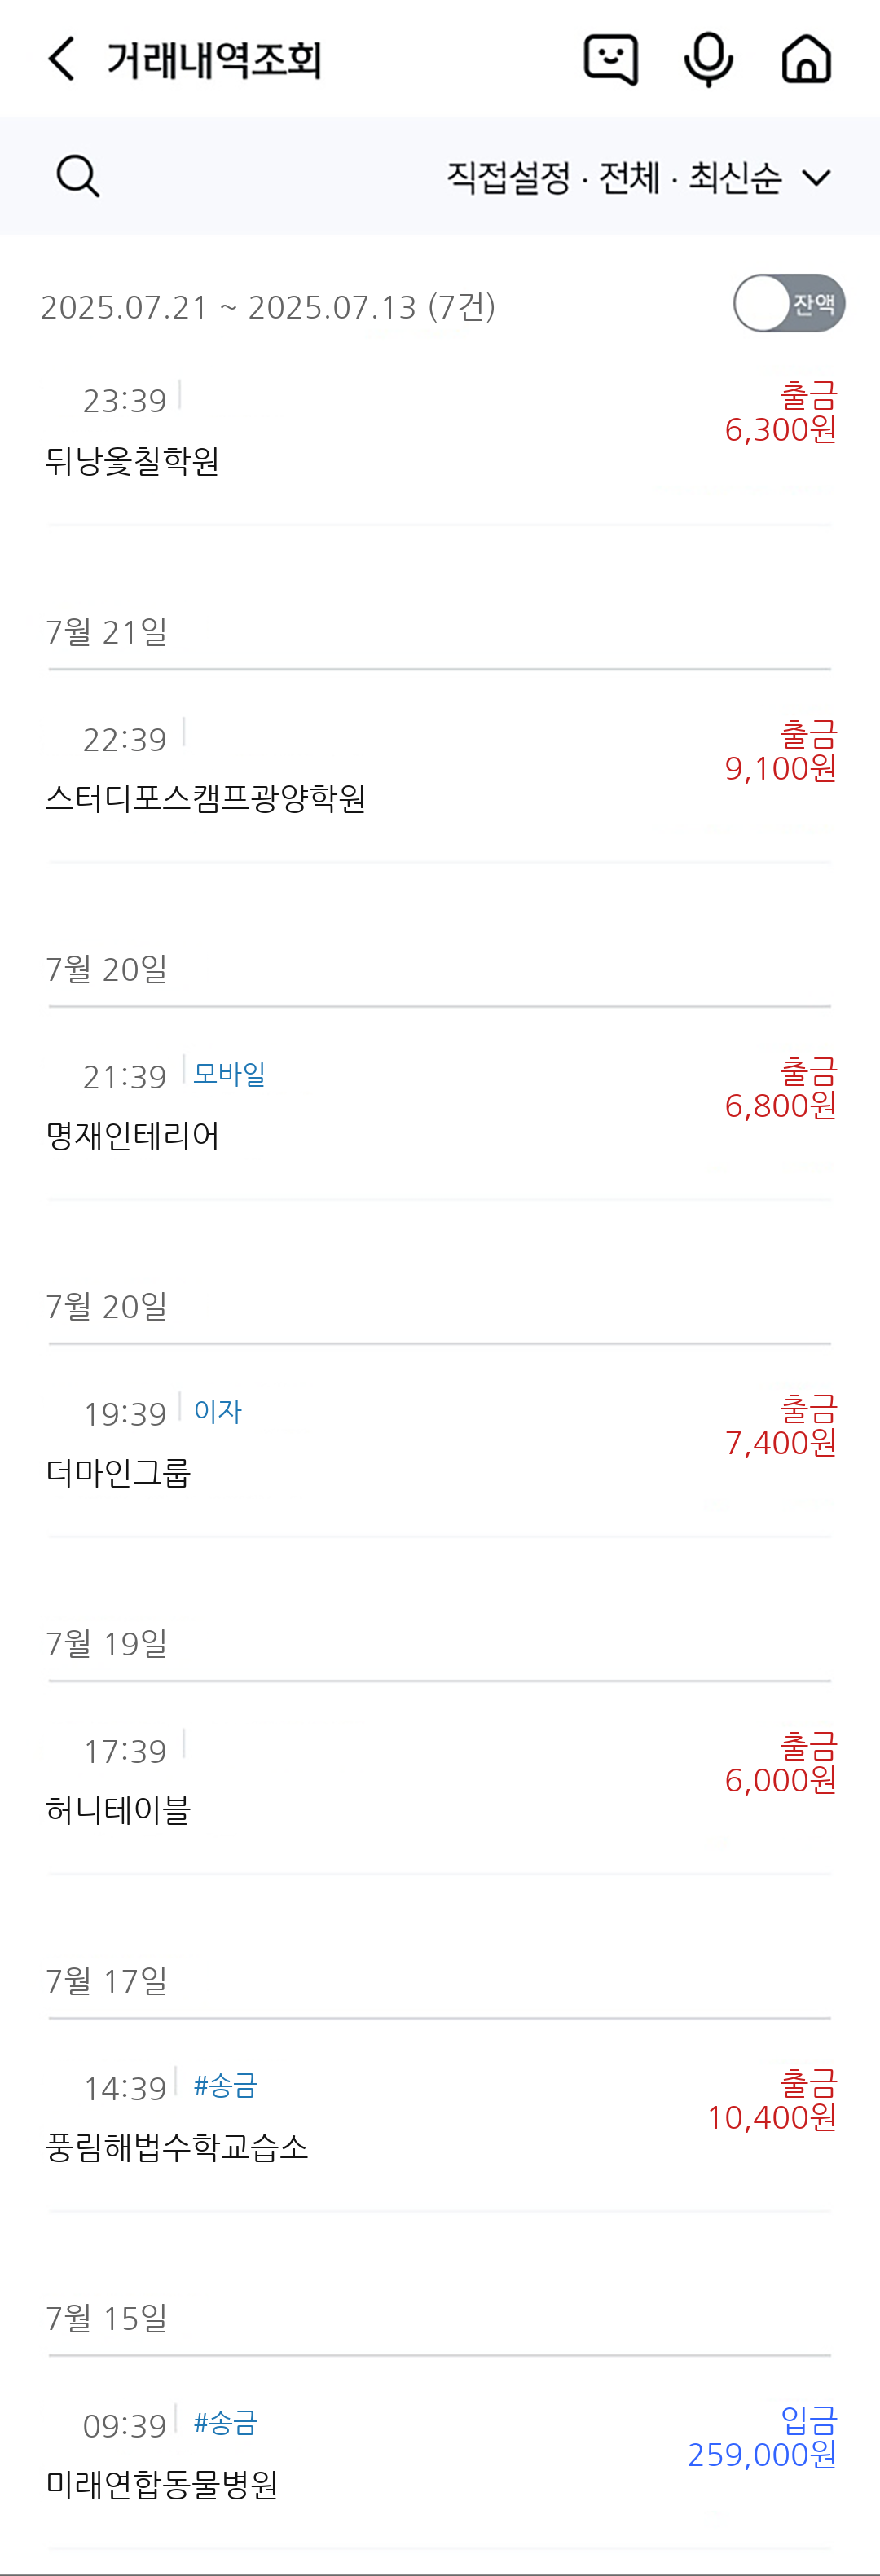 거래내역조회
직접설정 · 전체 · 최신순
2025.07.21 ~ 2025.07.13 (7건)
잔액
23:39
출금
6,300원
뒤낭옻칠학원
7월 21일
22:39
출금
9,100원
스터디포스캠프광양학원
7월 20일
21:39 모바일
출금
6,800원
명재인테리어
7월 20일
19:39 이자
출금
7,400원
더마인그룹
7월 19일
17:39
출금
6,000원
허니테이블
7월 17일
14:39 #송금
출금
10,400원
풍림해법수학교습소
7월 15일
09:39 #송금
입금
259,000원
미래연합동물병원